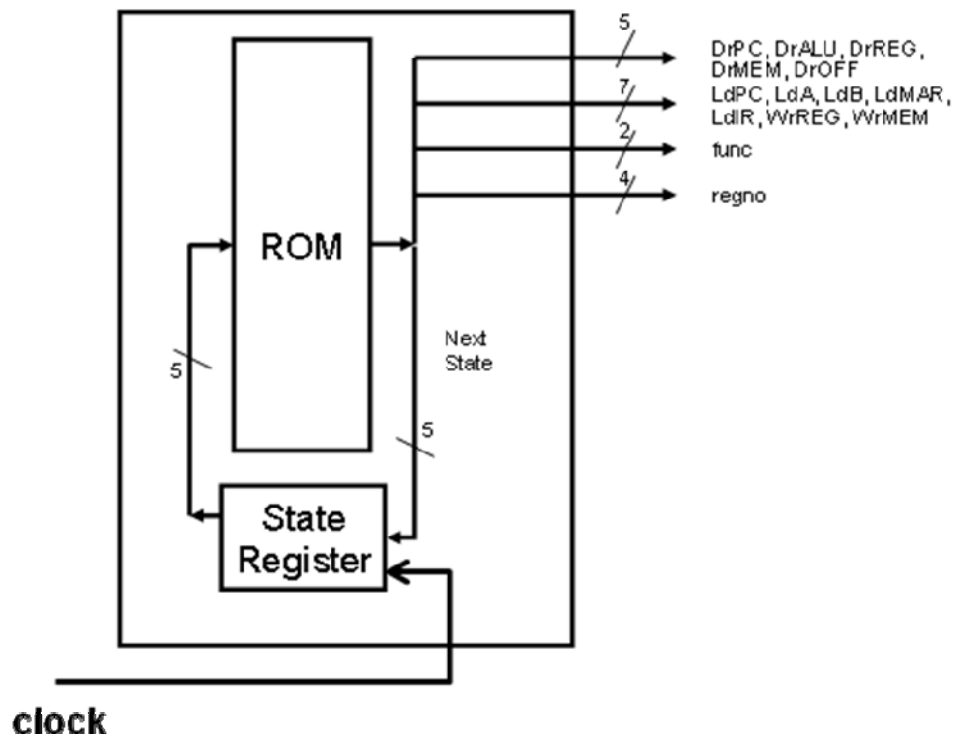 5
DrPC, DrALU, DrREG,
DrMEM, DrOFF
7
LdPC, LdA, LdB, LdMAR,
LdIR, WrREG, WrMEM
2
func
4
regno
ROM
Next
State
5
5
State
Register
clock